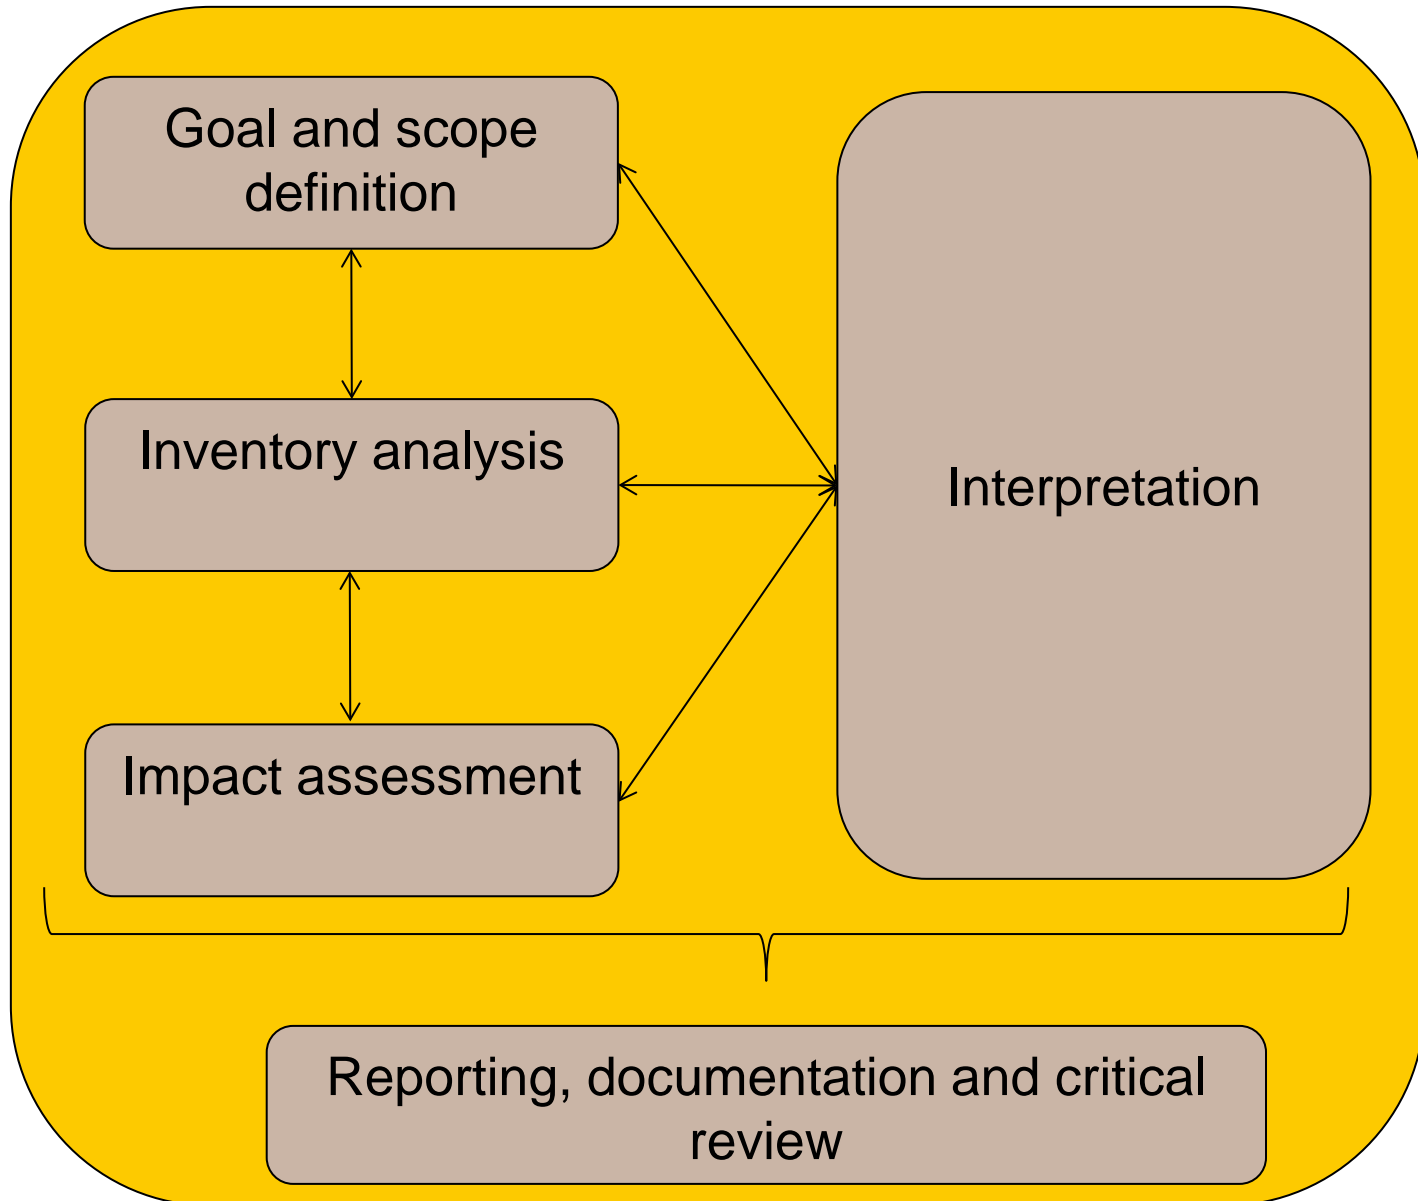 Goal and scope
definition
Inventory analysis
Interpretation
Impact assessment
Reporting, documentation and critical
review